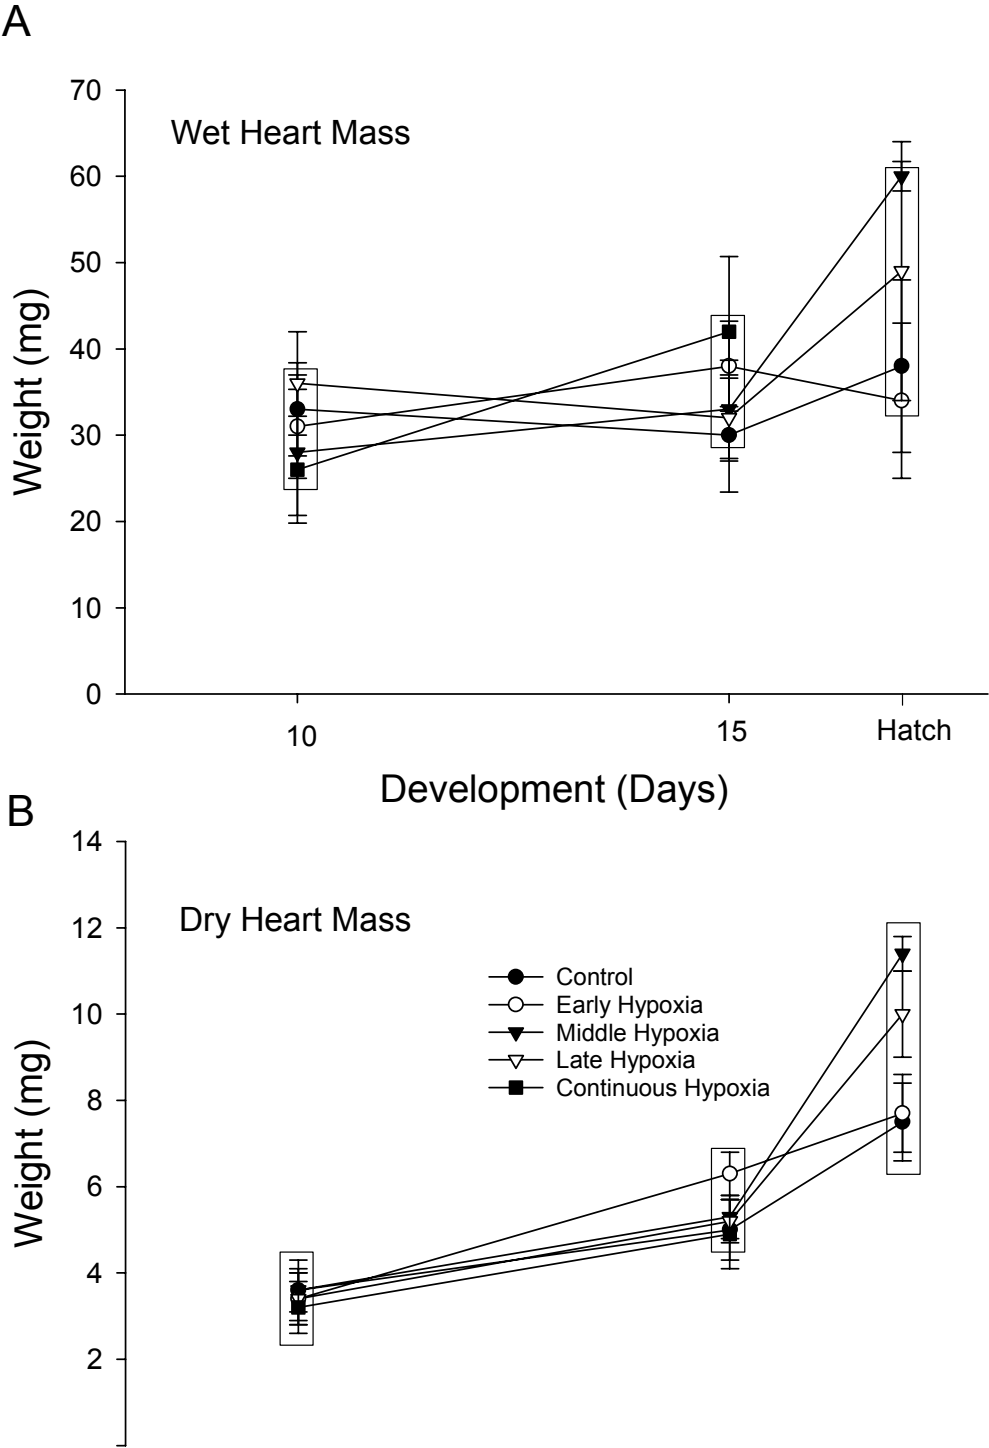 A
70
Wet Heart Mass
60
50
40
30
20
10
0
Weight (mg)
10 15 Hatch
Development (Days)
B
14
Dry Heart Mass
12
10
8
6
4
2
Weight (mg)
Control
Early Hypoxia
Middle Hypoxia
Late Hypoxia
Continuous Hypoxia